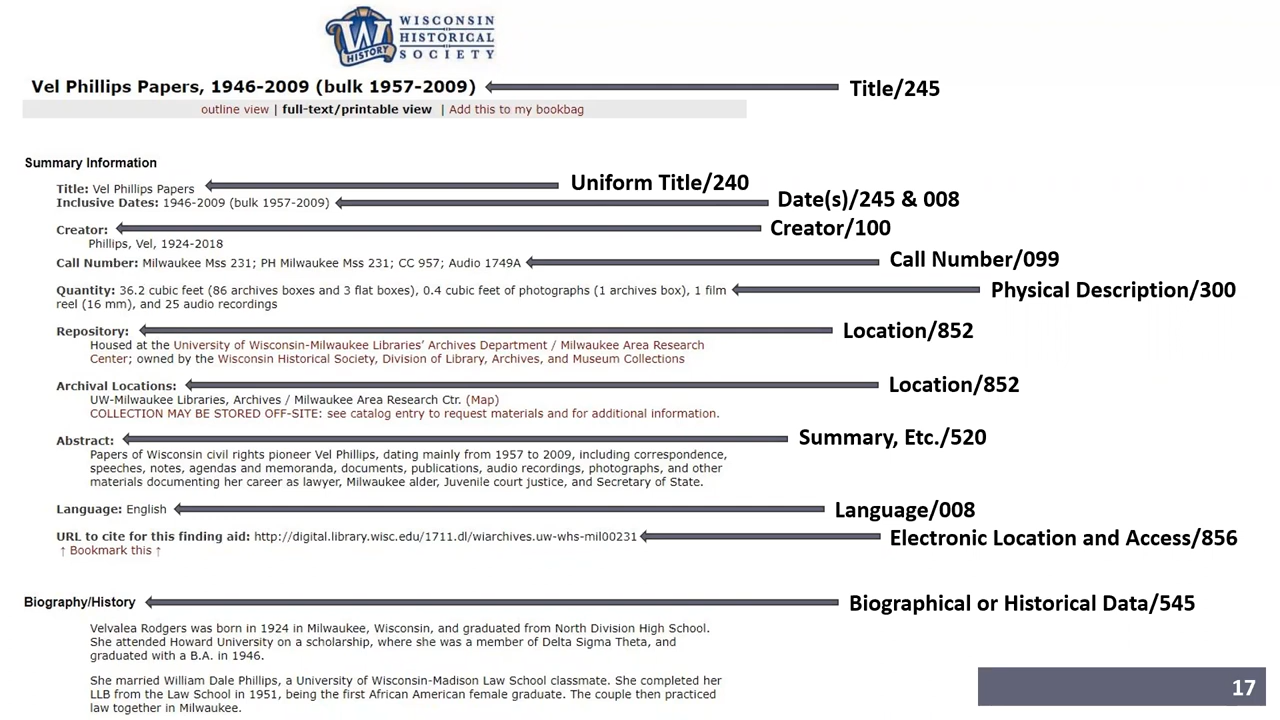 WISCONSIN
HISTORICAL
SOCIETY
W
HISTORY
Vel Phillips Papers, 1946-2009 (bulk 1957-2009)
Title/245
outline view | full-text/printable view | Add this to my bookbag
Summary Information
Title: Vel Phillips Papers
Uniform Title/240
Inclusive Dates: 1946-2009 (bulk 1957-2009)
Date(s)/245 & 008
Creator:
Creator/100
Phillips, Vel, 1924-2018
Call Number: Milwaukee Mss 231; PH Milwaukee Mss 231; CC 957; Audio 1749A
Call Number/099
Quantity: 36.2 cubic feet (86 archives boxes and 3 flat boxes), 0.4 cubic feet of photographs (1 archives box), 1 film
reel (16 mm), and 25 audio recordings
Physical Description/300
Repository:
Location/852
Housed at the University of Wisconsin-Milwaukee Libraries' Archives Department / Milwaukee Area Research
Center; owned by the Wisconsin Historical Society, Division of Library, Archives, and Museum Collections
Archival Locations:
Location/852
UW-Milwaukee Libraries, Archives / Milwaukee Area Research Ctr. (Map)
COLLECTION MAY BE STORED OFF-SITE: see catalog entry to request materials and for additional information.
Abstract:
Summary, Etc./520
Papers of Wisconsin civil rights pioneer Vel Phillips, dating mainly from 1957 to 2009, including correspondence,
speeches, notes, agendas and memoranda, documents, publications, audio recordings, photographs, and other
materials documenting her career as lawyer, Milwaukee alder, Juvenile court justice, and Secretary of State.
Language: English
Language/008
URL to cite for this finding aid: http://digital.library.wisc.edu/1711.dl/wiarchives.uw-whs-mil00231
Electronic Location and Access/856
↑ Bookmark this ↑
Biography/History
Biographical or Historical Data/545
Velvalea Rodgers was born in 1924 in Milwaukee, Wisconsin, and graduated from North Division High School.
She attended Howard University on a scholarship, where she was a member of Delta Sigma Theta, and
graduated with a B.A. in 1946.
She married William Dale Phillips, a University of Wisconsin-Madison Law School classmate. She completed her
LLB from the Law School in 1951, being the first African American female graduate. The couple then practiced
law together in Milwaukee.
17